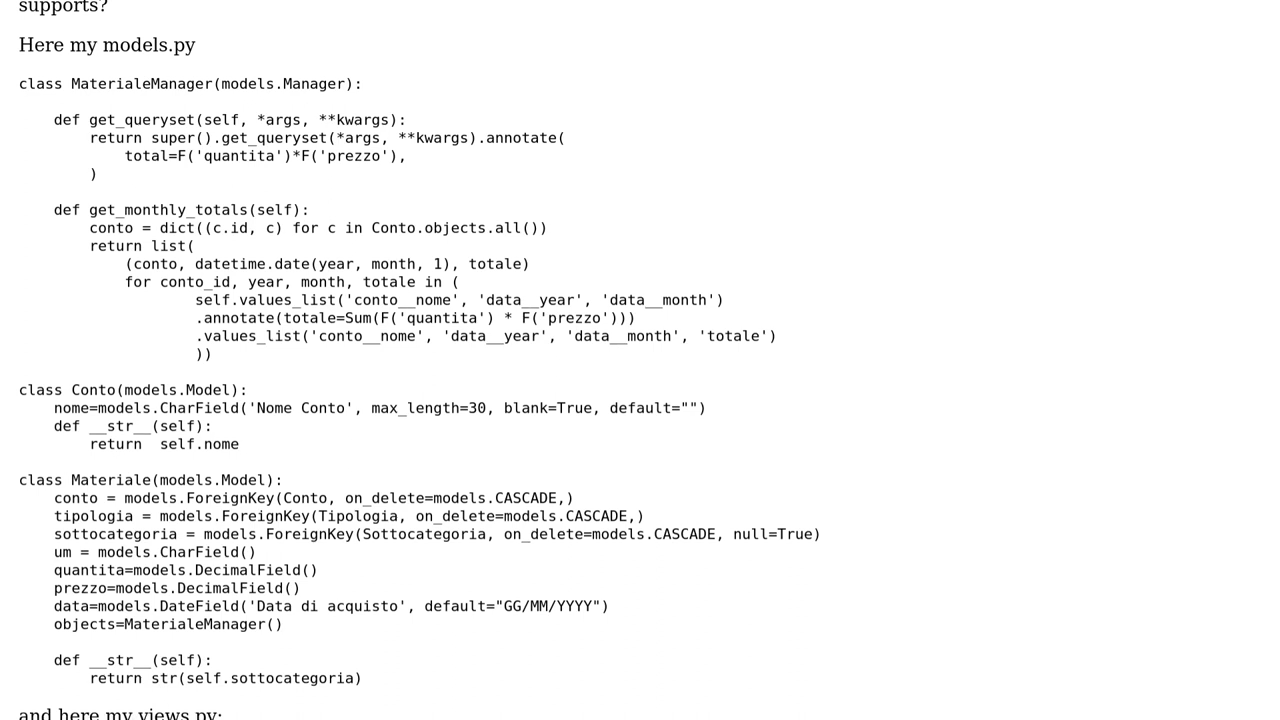 supports?
Here my models.py
class MaterialeManager(models.Manager):
    def get_queryset(self, *args, **kwargs):
        return super().get_queryset(*args, **kwargs).annotate(
            total=F('quantita')*F('prezzo'),
        )
    def get_monthly_totals(self):
        conto = dict((c.id, c) for c in Conto.objects.all())
        return list(
            (conto, datetime.date(year, month, 1), totale)
            for conto_id, year, month, totale in (
                    self.values_list('conto__nome', 'data__year', 'data__month')
                    .annotate(totale=Sum(F('quantita') * F('prezzo')))
                    .values_list('conto__nome', 'data__year', 'data__month', 'totale')
                    ))
class Conto(models.Model):
    nome=models.CharField('Nome Conto', max_length=30, blank=True, default="")
    def __str__(self):
        return  self.nome
class Materiale(models.Model):
    conto = models.ForeignKey(Conto, on_delete=models.CASCADE,)
    tipologia = models.ForeignKey(Tipologia, on_delete=models.CASCADE,)
    sottocategoria = models.ForeignKey(Sottocategoria, on_delete=models.CASCADE, null=True)
    um = models.CharField()
    quantita=models.DecimalField()
    prezzo=models.DecimalField()
    data=models.DateField('Data di acquisto', default="GG/MM/YYYY")
    objects=MaterialeManager()
    def __str__(self):
        return str(self.sottocategoria)
and here my views.py: